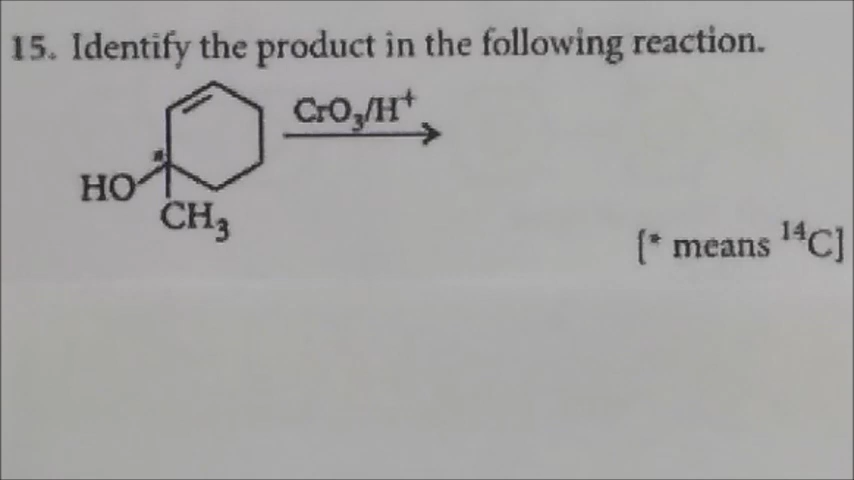 15. Identify the product in the following reaction.
CrO₃/H⁺
*
HO
CH₃
[* means ¹⁴C]